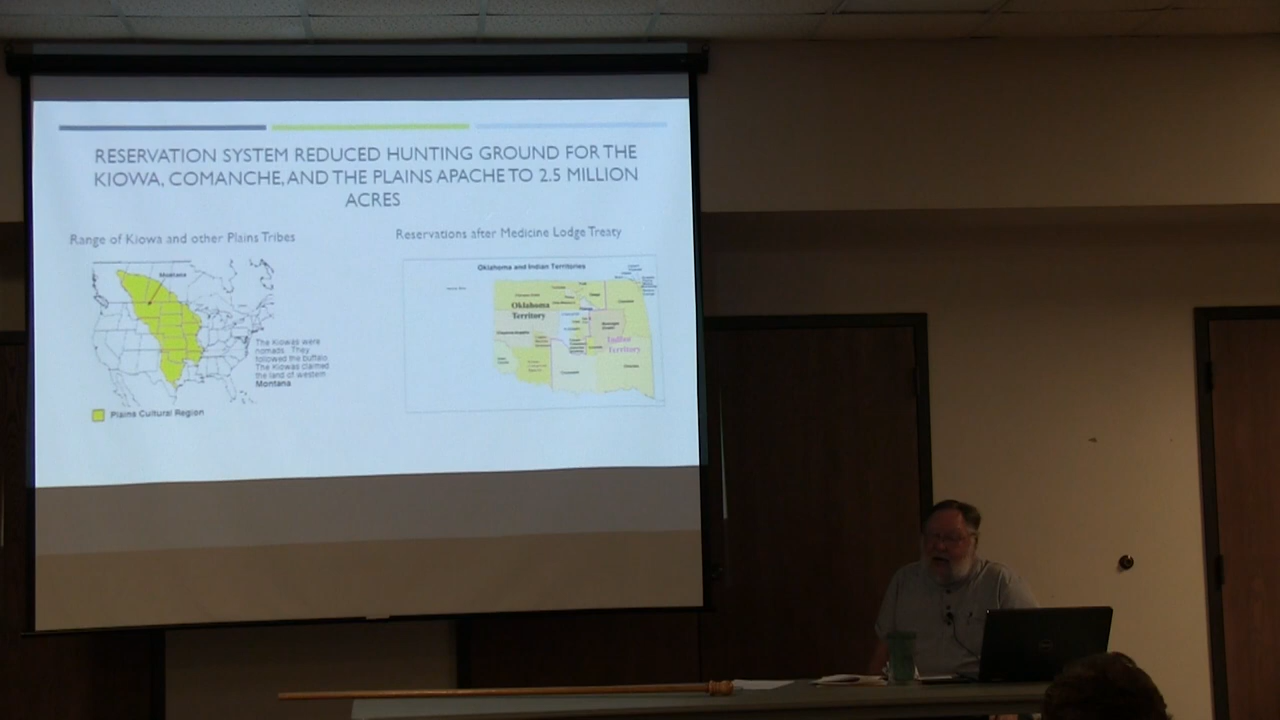 RESERVATION SYSTEM REDUCED HUNTING GROUND FOR THE
KIOWA, COMANCHE, AND THE PLAINS APACHE TO 2.5 MILLION
ACRES
Range of Kiowa and other Plains Tribes
Montana
The Kiowas were
nomads. They
followed the buffalo
The Kiowas claimed
the land of western
Montana
Plains Cultural Region
Reservations after Medicine Lodge Treaty
Oklahoma and Indian Territories
Oklahoma
Territory
Indian
Territory